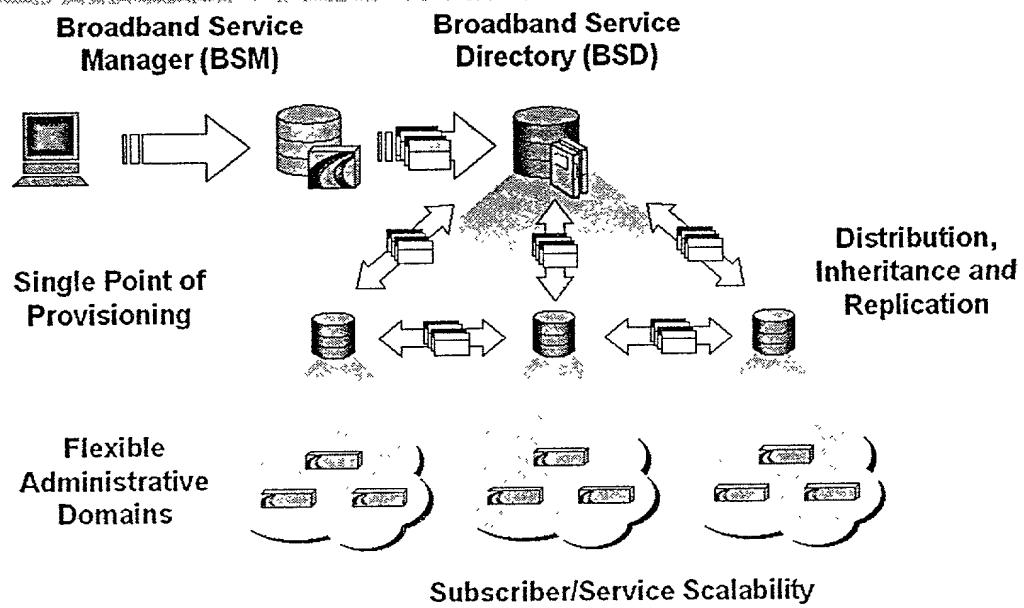 Broadband Service
Manager (BSM)
Broadband Service
Directory (BSD)
Single Point of
Provisioning
Distribution,
Inheritance and
Replication
Flexible
Administrative
Domains
Subscriber/Service Scalability